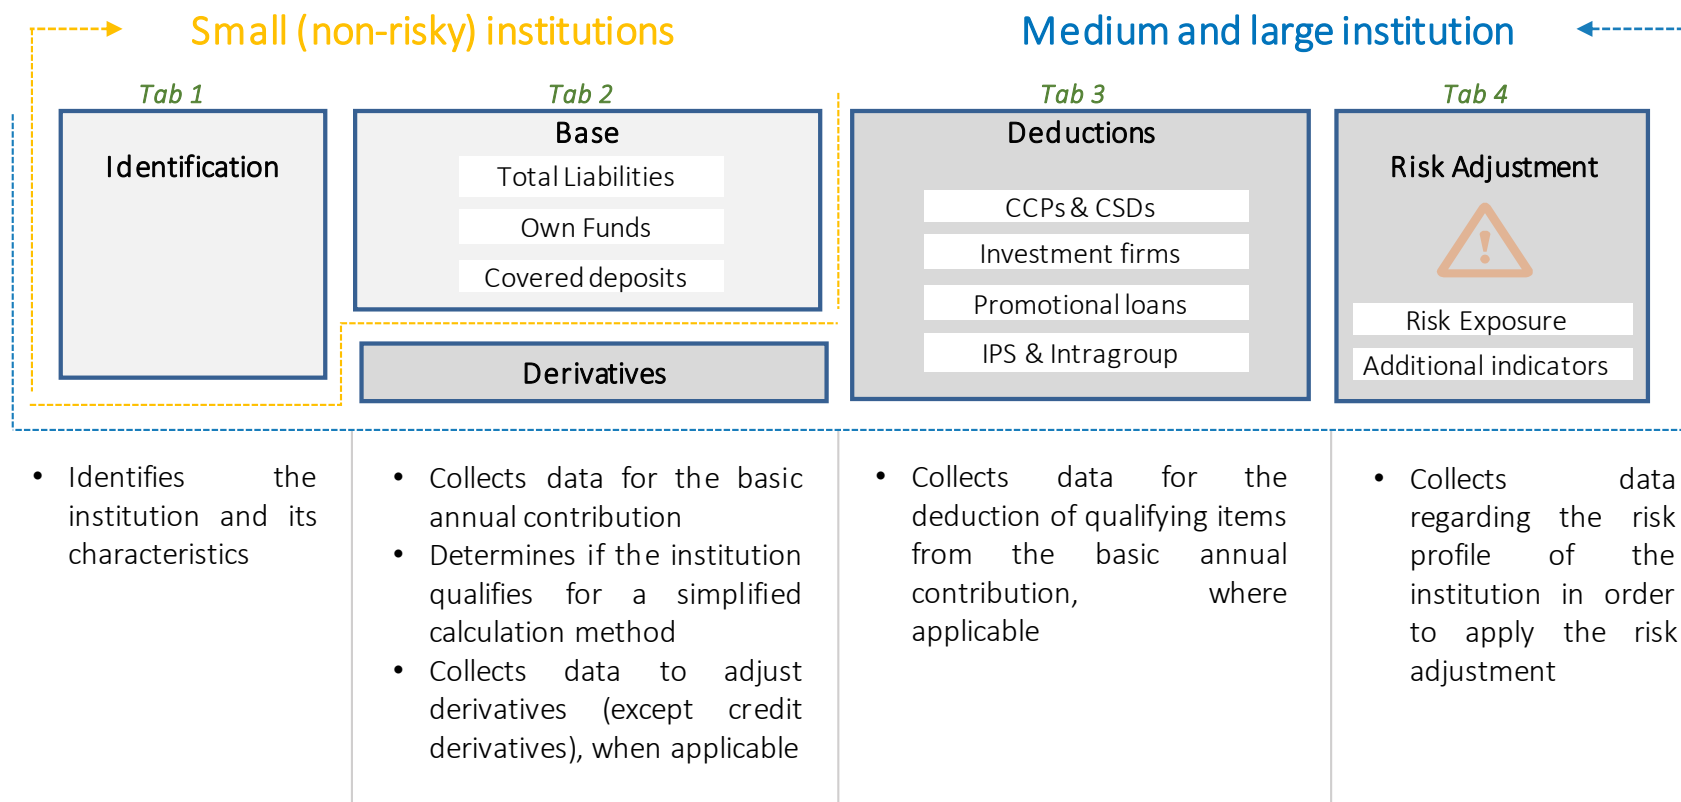 Small (non-risky) institutions
Medium and large institution
Tab 1
Tab 2
Tab 3
Tab 4
Identification
Base
Total Liabilities
Own Funds
Covered deposits
Derivatives
Deductions
CCPs & CSDs
Investment firms
Promotional loans
IPS & Intragroup
Risk Adjustment
Risk Exposure
Additional indicators
• Identifies the
institution and its
characteristics
• Collects data for the basic
annual contribution
• Determines if the institution
qualifies for a simplified
calculation method
• Collects data to adjust
derivatives (except credit
derivatives), when applicable
• Collects data for the
deduction of qualifying items
from the basic annual
contribution, where
applicable
• Collects data
regarding the risk
profile of the
institution in order
to apply the risk
adjustment